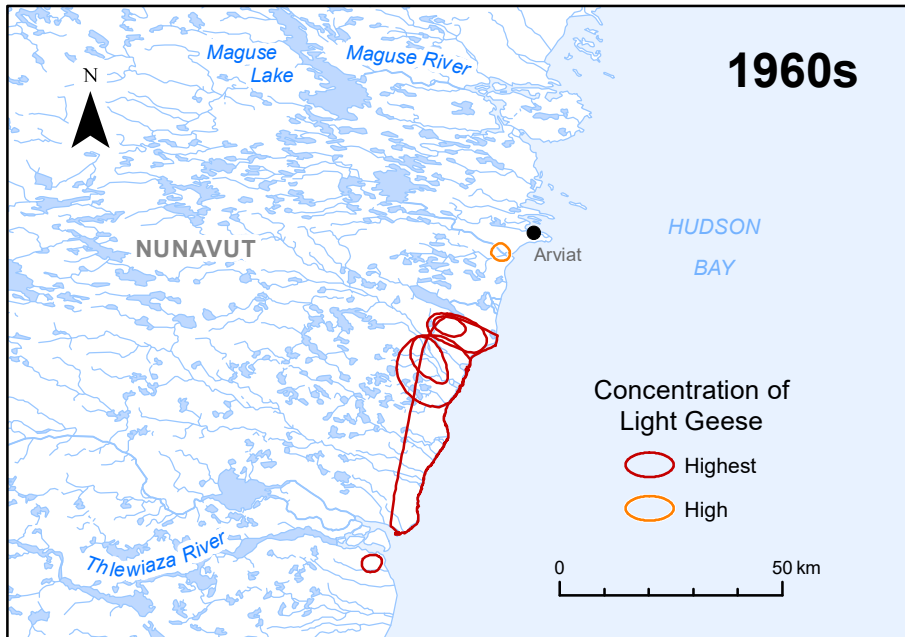 1960s
Maguse
Lake
Maguse River
N
NUNAVUT
Arviat
HUDSON
BAY
Concentration of
Light Geese
Highest
High
Thlewiaza River
0
50 km